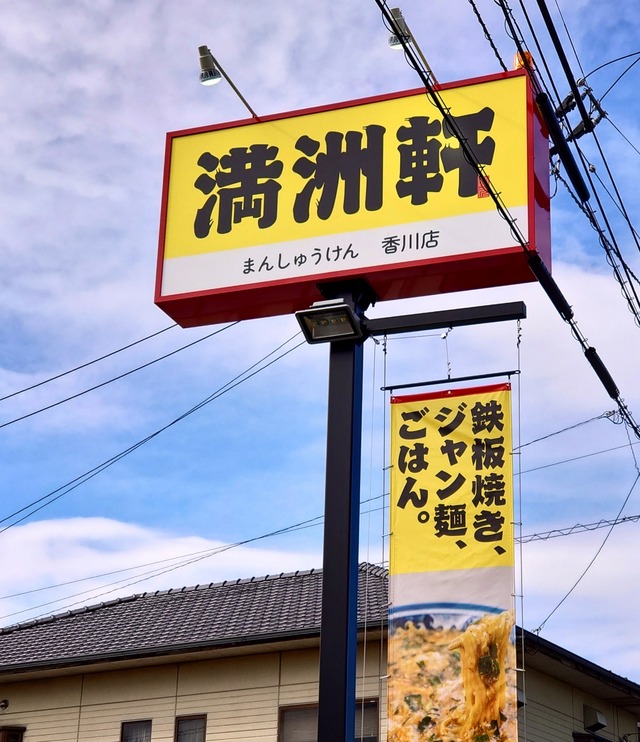 満洲軒
まんしゅうけん 香川店
鉄板焼き、
ジャン麺、
ごはん。